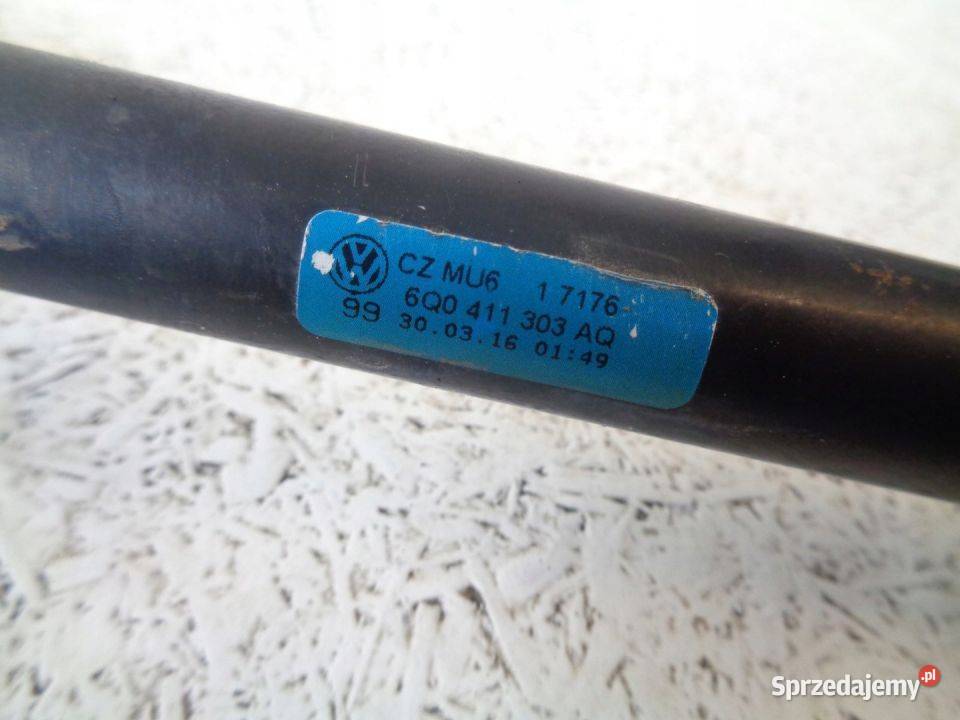 CZ MU6 1 7176
6Q0 411 303 AQ
99 30.03.16 01:49
Sprzedajemy.pl